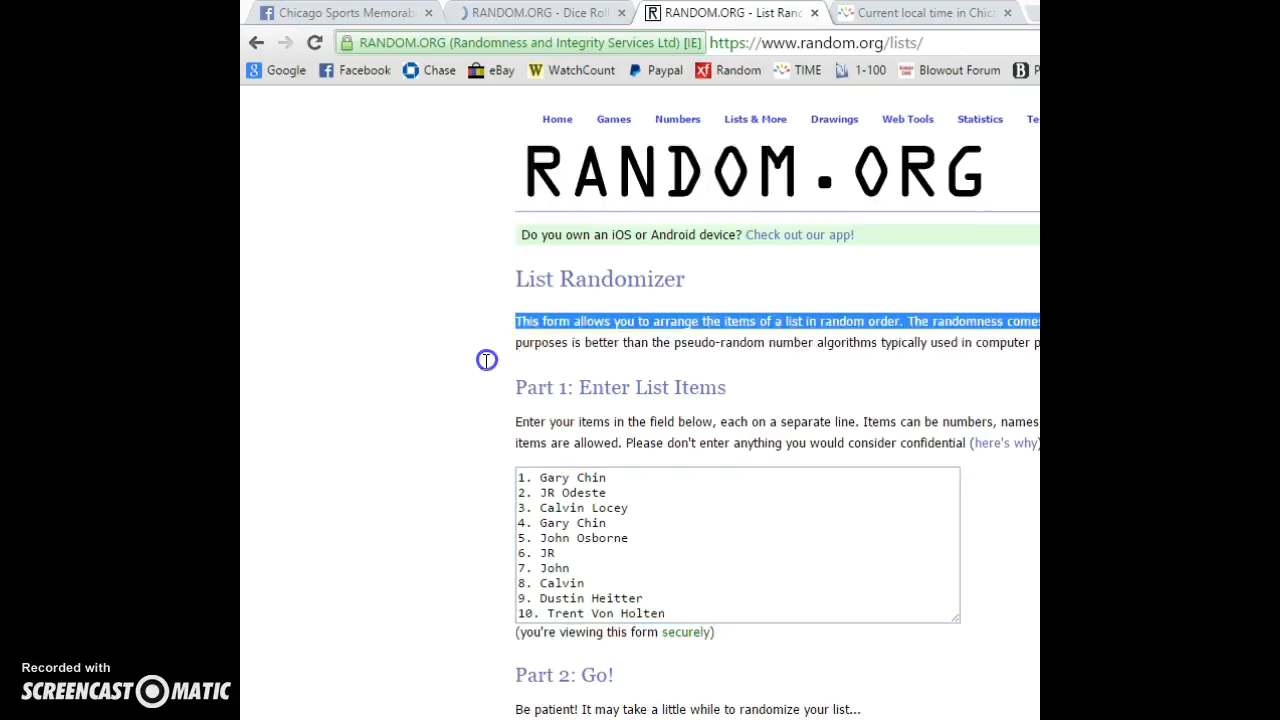 Chicago Sports Memorab
RANDOM.ORG - Dice Roll
RANDOM.ORG - List Ran
Current local time in Chic
RANDOM.ORG (Randomness and Integrity Services Ltd) [IE] https://www.random.org/lists/
Google Facebook Chase eBay WatchCount Paypal Random TIME 1-100 Blowout Forum
Home Games Numbers Lists & More Drawings Web Tools Statistics Te
RANDOM.ORG
Do you own an iOS or Android device? Check out our app!
List Randomizer
This form allows you to arrange the items of a list in random order. The randomness come
purposes is better than the pseudo-random number algorithms typically used in computer p
Part 1: Enter List Items
Enter your items in the field below, each on a separate line. Items can be numbers, names
items are allowed. Please don't enter anything you would consider confidential (here's why)
1. Gary Chin
2. JR Odeste
3. Calvin Locey
4. Gary Chin
5. John Osborne
6. JR
7. John
8. Calvin
9. Dustin Heitter
10. Trent Von Holten
(you're viewing this form securely)
Part 2: Go!
Be patient! It may take a little while to randomize your list...
Recorded with
SCREENCAST-O-MATIC